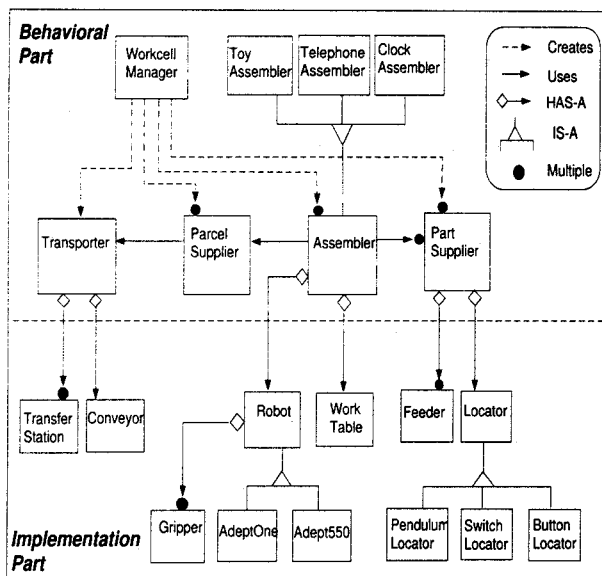 Behavioral
Part
Workcell
Manager
Toy
Assembler
Telephone
Assembler
Clock
Assembler
Creates
Uses
HAS-A
IS-A
Multiple
Transporter
Parcel
Supplier
Assembler
Part
Supplier
Transfer
Station
Conveyor
Robot
Work
Table
Feeder
Locator
Gripper
AdeptOne
Adept550
Pendulum
Locator
Switch
Locator
Button
Locator
Implementation
Part